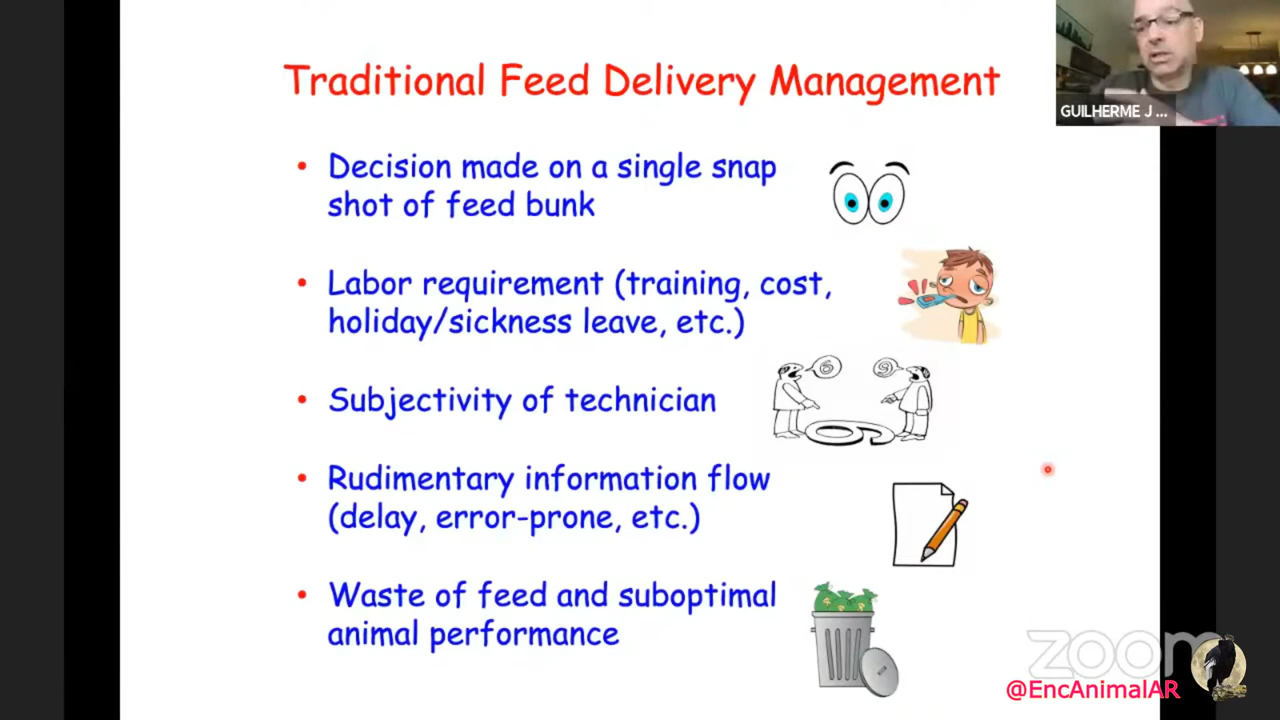 Traditional Feed Delivery Management
GUILHERME J ...
• Decision made on a single snap
shot of feed bunk
• Labor requirement (training, cost,
holiday/sickness leave, etc.)
6
9
• Subjectivity of technician
• Rudimentary information flow
(delay, error-prone, etc.)
• Waste of feed and suboptimal
animal performance
zoom
@EncAnimalAR